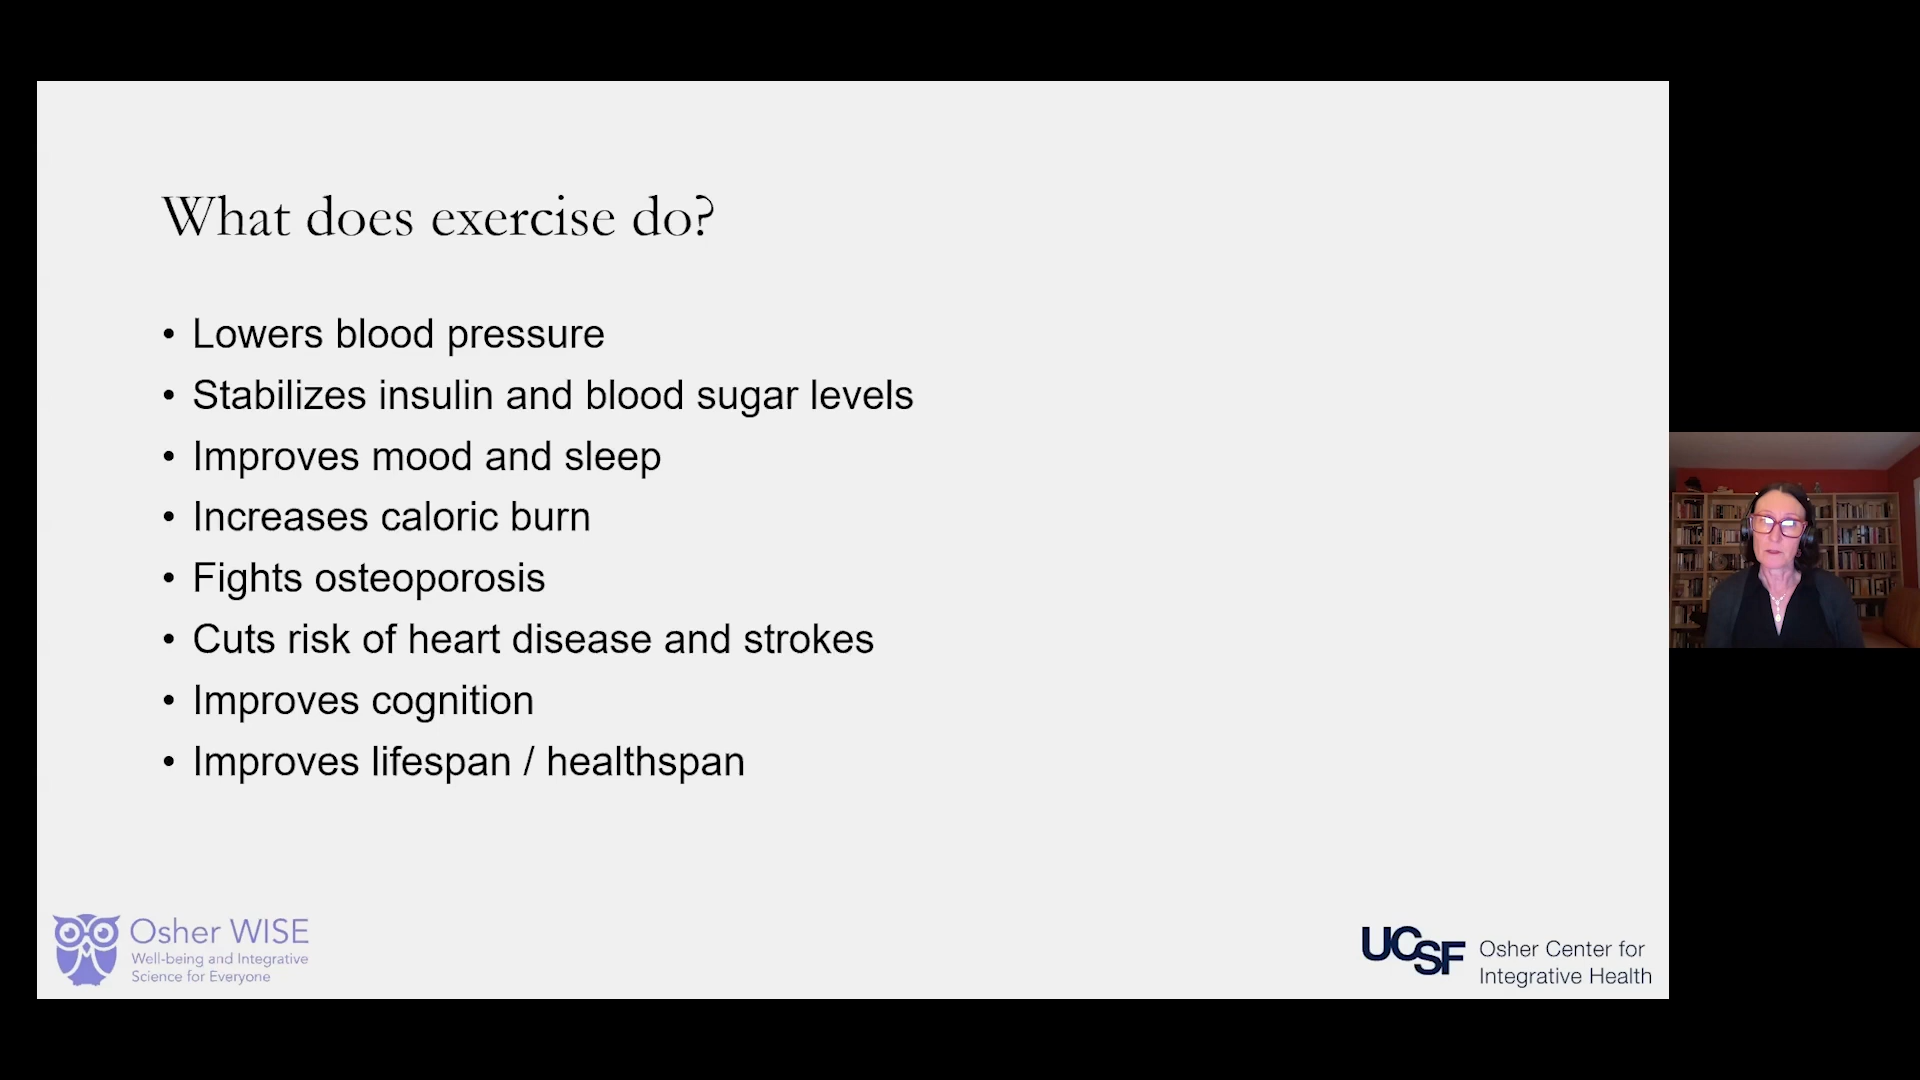 What does exercise do?
• Lowers blood pressure
• Stabilizes insulin and blood sugar levels
• Improves mood and sleep
• Increases caloric burn
• Fights osteoporosis
• Cuts risk of heart disease and strokes
• Improves cognition
• Improves lifespan / healthspan
Osher WISE
Well-being and Integrative
Science for Everyone
UCSF
Osher Center for
Integrative Health